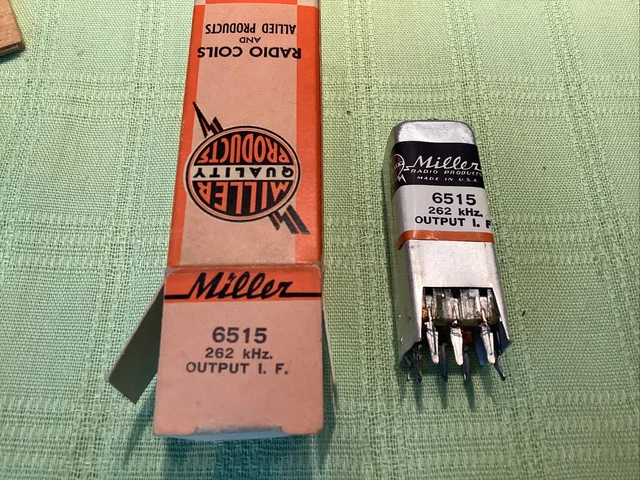 RADIO COILS
AND
ALLIED PRODUCTS
MILLER
QUALITY
PRODUCTS
Miller
6515
262 kHz.
OUTPUT I. F.
Miller
RADIO PRODUCTS
MADE IN U.S.A.
6515
262 kHz.
OUTPUT I. F